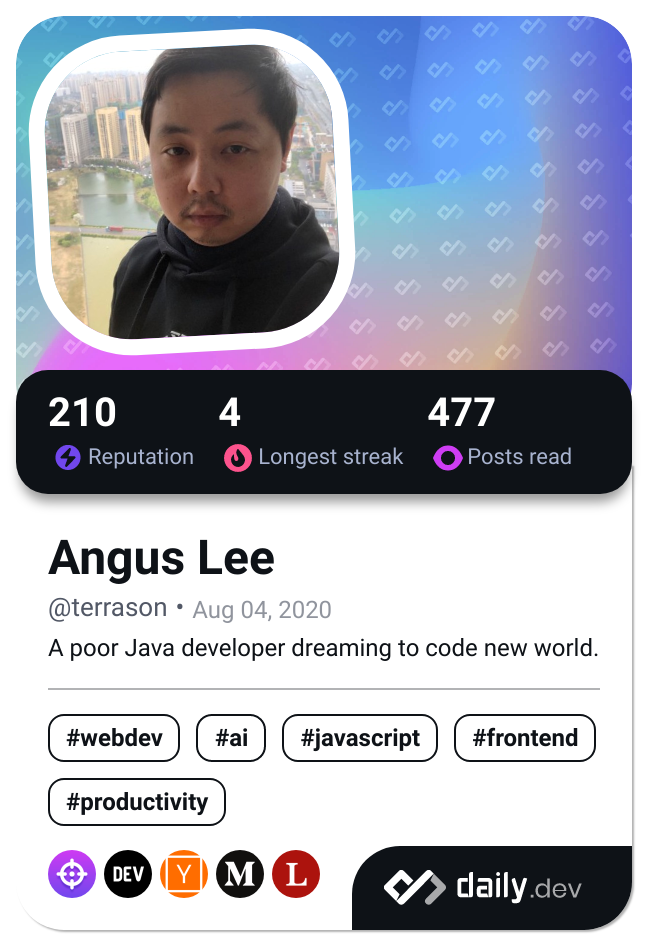 210 4 477
Reputation Longest streak Posts read
Angus Lee
@terrason • Aug 04, 2020
A poor Java developer dreaming to code new world.
#webdev #ai #javascript #frontend
#productivity
DEV Y M L
daily.dev